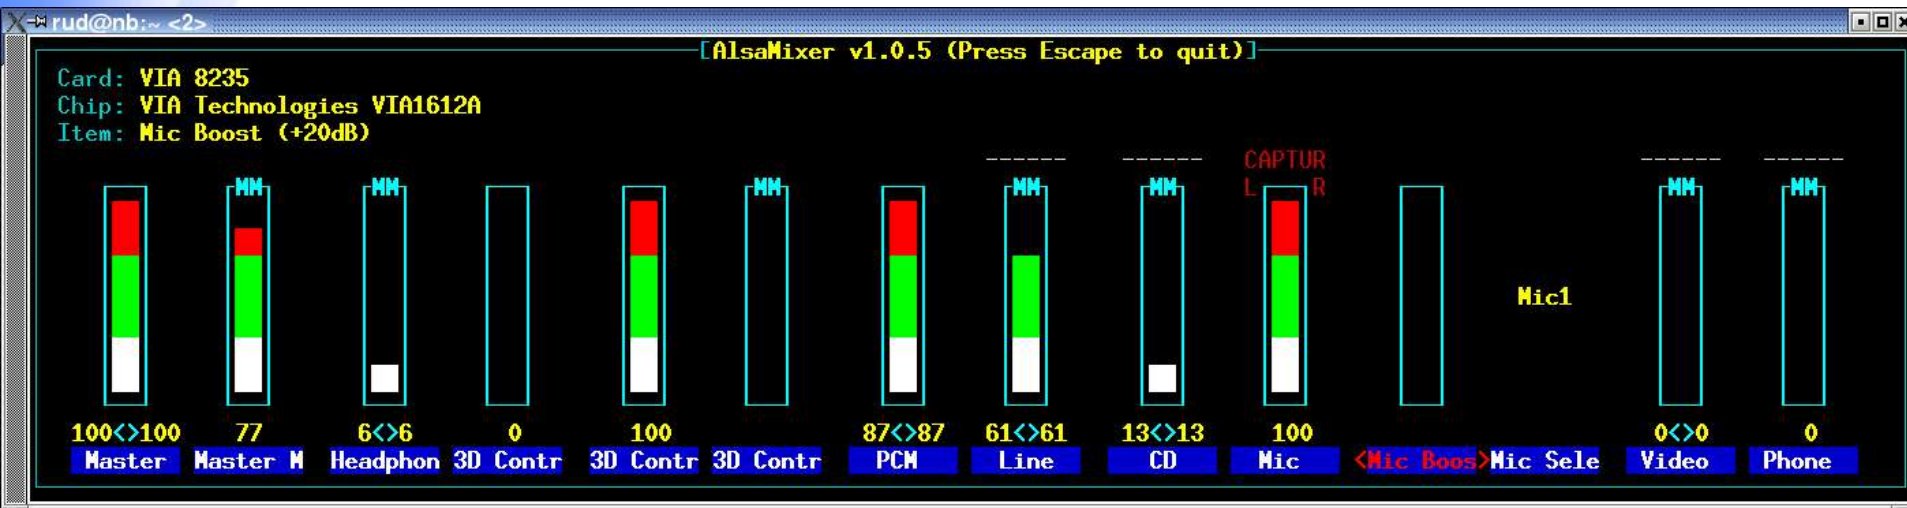 rud@nb:~ <2>
[AlsaMixer v1.0.5 (Press Escape to quit)]
Card: VIA 8235
Chip: VIA Technologies VIA1612A
Item: Mic Boost (+20dB)
------ ------ CAPTUR ------ ------
MM MM MM MM MM L R MM MM
Mic1
100<>100 77 6<>6 0 100 87<>87 61<>61 13<>13 100 0<>0 0
Master Master M Headphon 3D Contr 3D Contr 3D Contr PCM Line CD Mic <Mic Boos>Mic Sele Video Phone